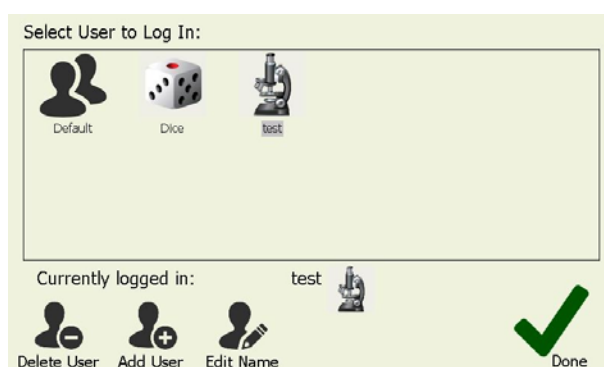 Select User to Log In:
Default Dice test
Currently logged in: test
Delete User Add User Edit Name Done